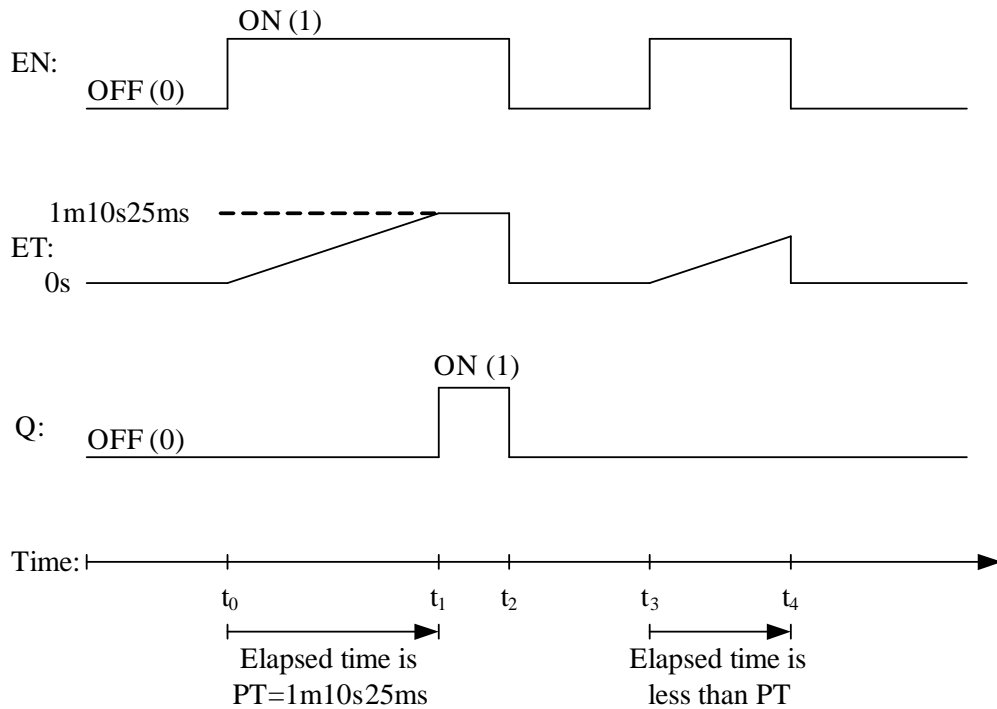 ON (1)
EN:
OFF (0)
1m10s25ms
ET:
0s
ON (1)
Q:
OFF (0)
Time:
t0 t1 t2 t3 t4
Elapsed time is
PT=1m10s25ms
Elapsed time is
less than PT